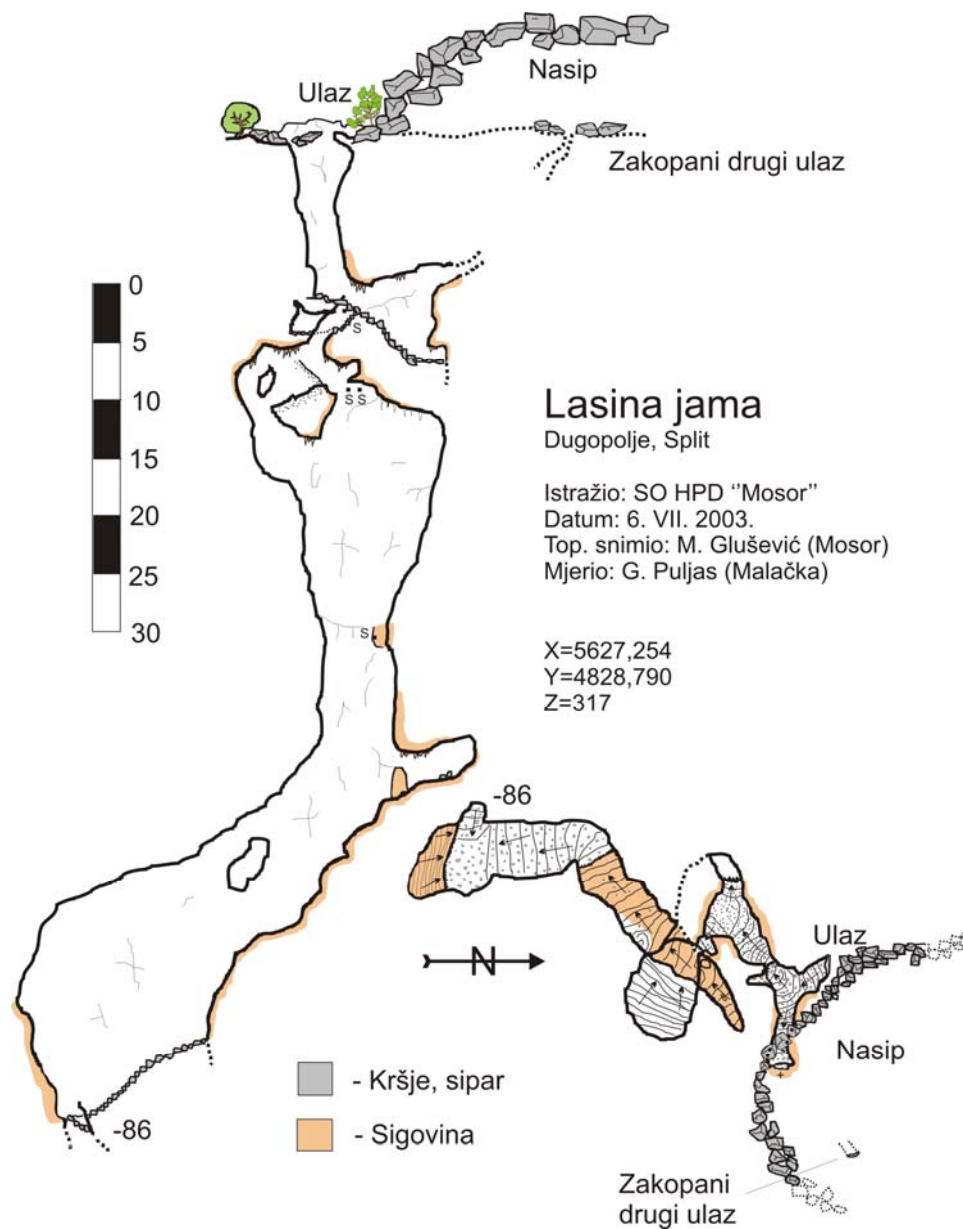 Nasip
Ulaz
Zakopani drugi ulaz
0
5
10
15
20
25
30
s
s s
s
Lasina jama
Dugopolje, Split
Istražio: SO HPD ''Mosor''
Datum: 6. VII. 2003.
Top. snimio: M. Glušević (Mosor)
Mjerio: G. Puljas (Malačka)
X=5627,254
Y=4828,790
Z=317
-86
N
Ulaz
Nasip
- Kršje, sipar
- Sigovina
-86
Zakopani
drugi ulaz